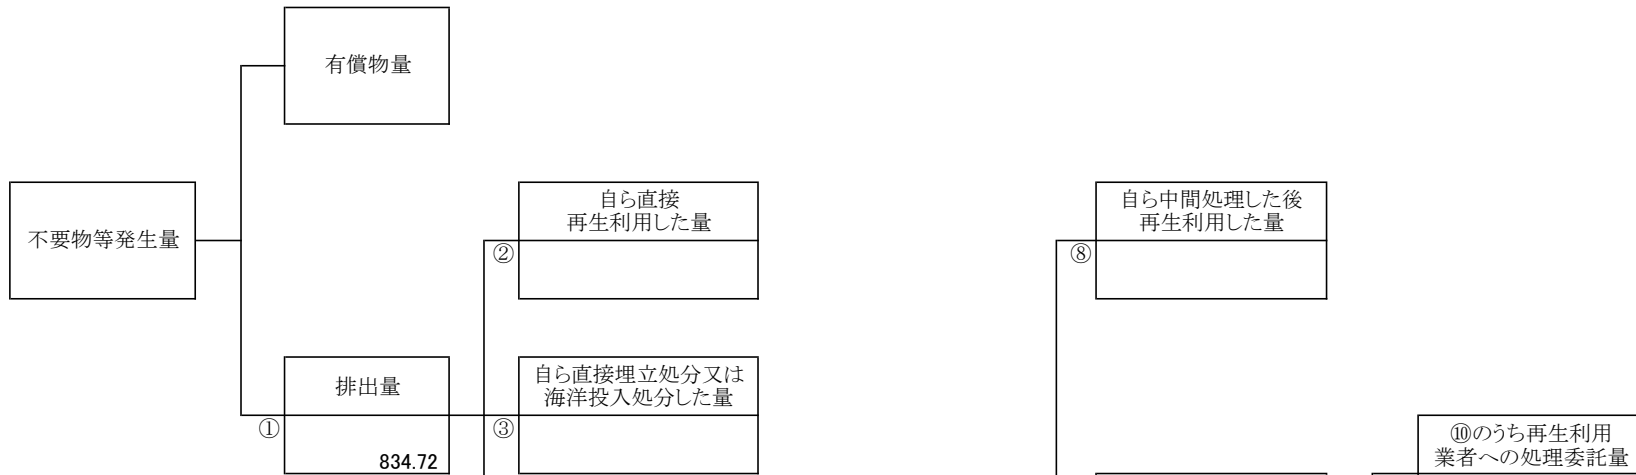 有償物量
不要物等発生量
自ら直接
再生利用した量
②
自ら中間処理した後
再生利用した量
⑧
排出量
①
834.72
自ら直接埋立処分又は
海洋投入処分した量
③
⑩のうち再生利用
業者への処理委託量